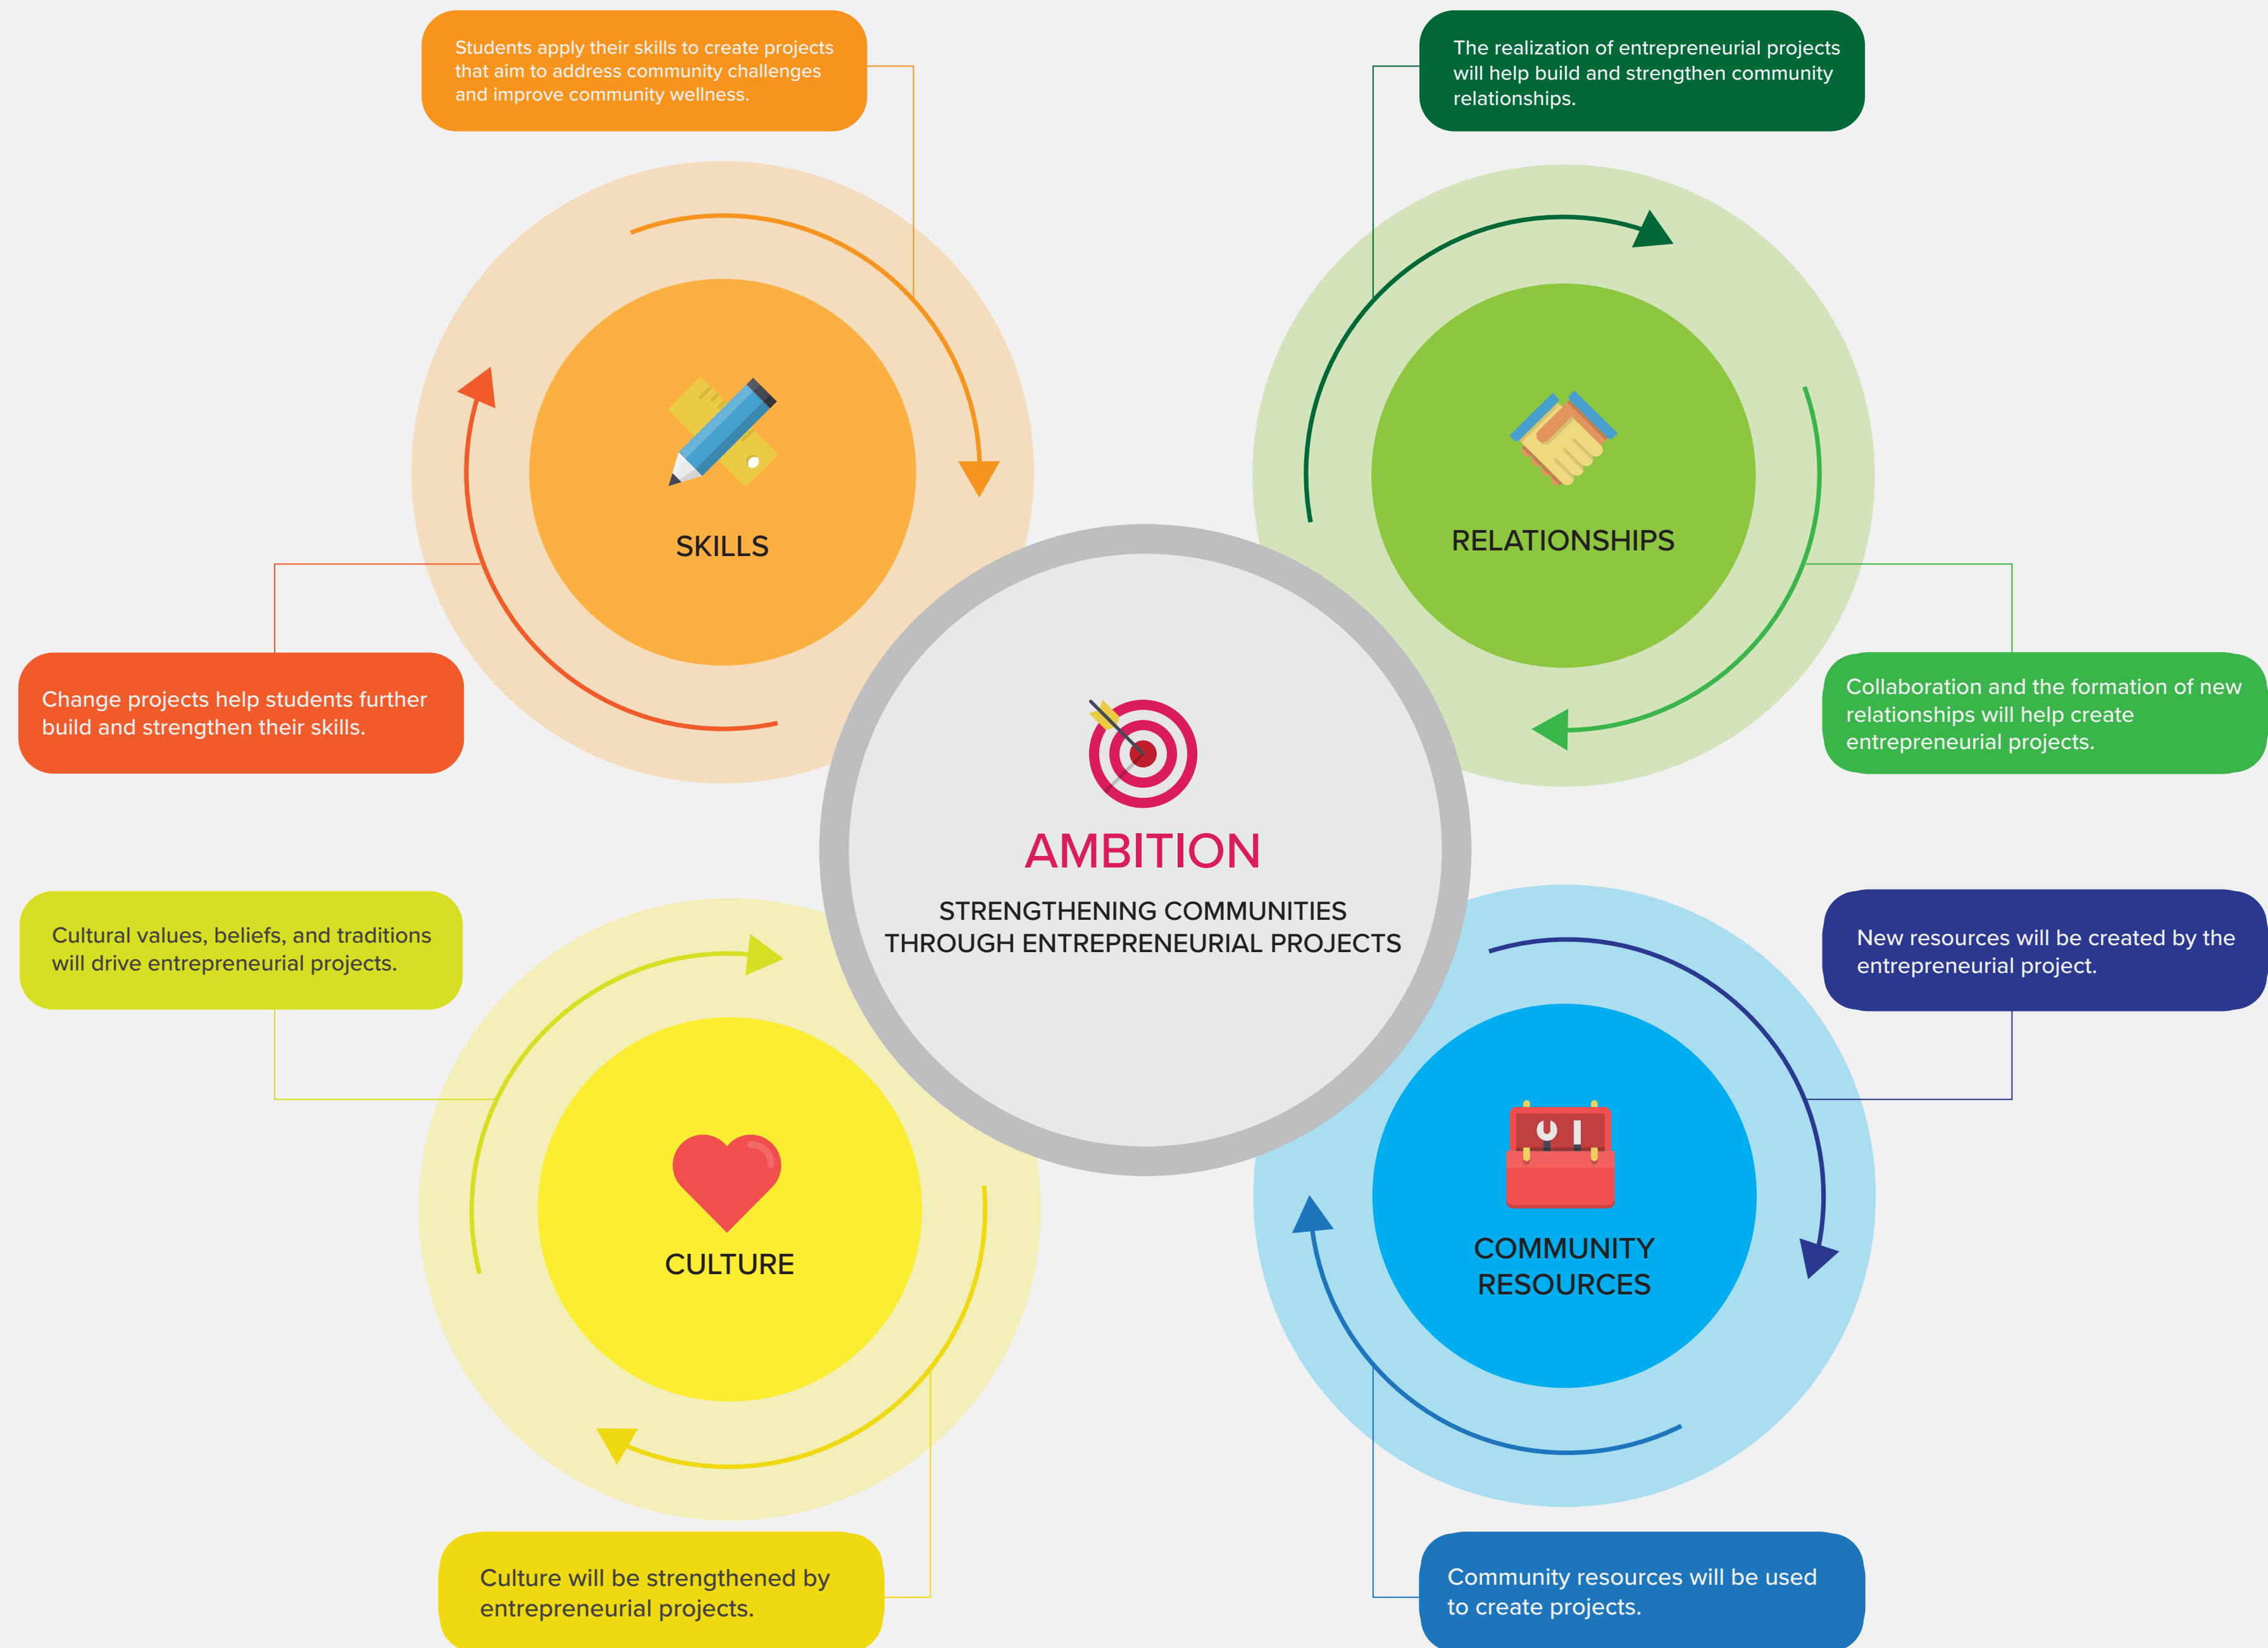 Students apply their skills to create projects
that aim to address community challenges
and improve community wellness.
The realization of entrepreneurial projects
will help build and strengthen community
relationships.
SKILLS
RELATIONSHIPS
Change projects help students further
build and strengthen their skills.
Collaboration and the formation of new
relationships will help create
entrepreneurial projects.
AMBITION
STRENGTHENING COMMUNITIES
THROUGH ENTREPRENEURIAL PROJECTS
Cultural values, beliefs, and traditions
will drive entrepreneurial projects.
New resources will be created by the
entrepreneurial project.
CULTURE
COMMUNITY
RESOURCES
Culture will be strengthened by
entrepreneurial projects.
Community resources will be used
to create projects.